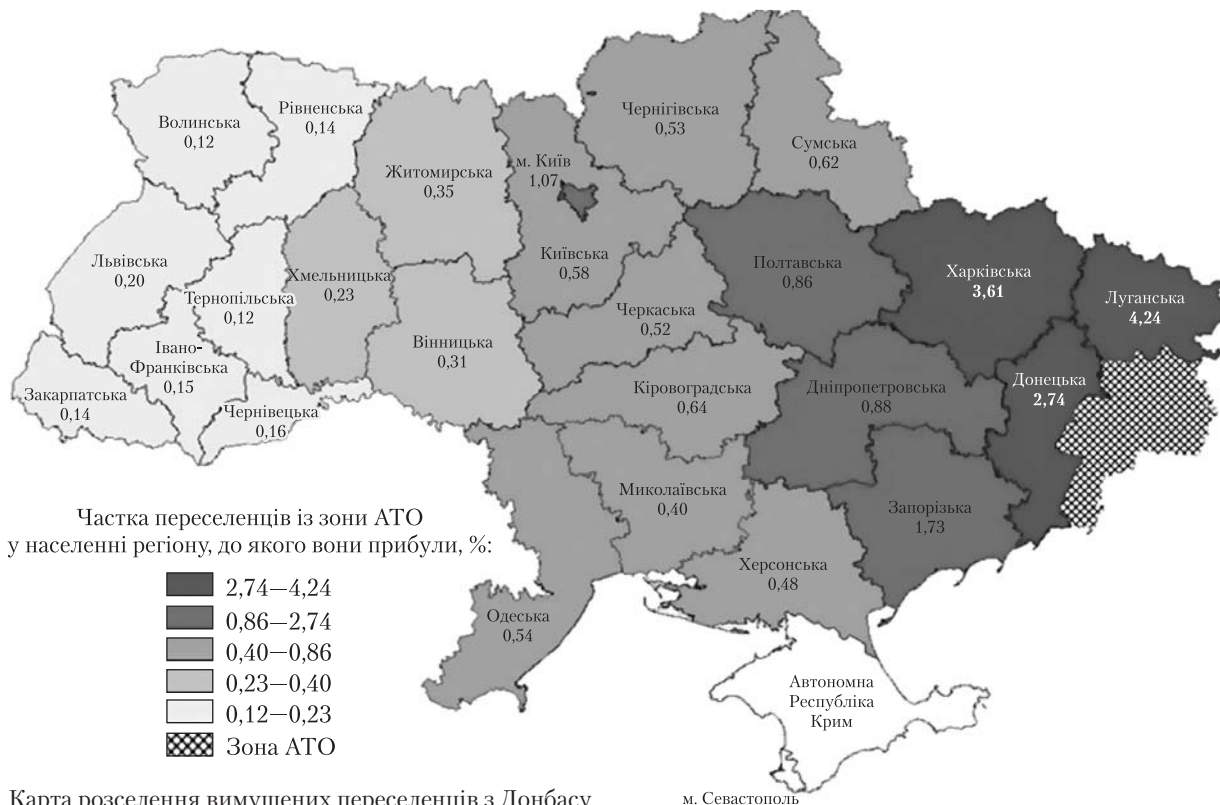 Волинська
0,12
Рівненська
0,14
Житомирська
0,35
м. Київ
1,07
Чернігівська
0,53
Сумська
0,62
Львівська
0,20
Тернопільська
0,12
Хмельницька
0,23
Київська
0,58
Полтавська
0,86
Харківська
3,61
Луганська
4,24
Черкаська
0,52
Вінницька
0,31
Івано-
Франківська
0,15
Закарпатська
0,14
Чернівецька
0,16
Кіровоградська
0,64
Дніпропетровська
0,88
Донецька
2,74
Миколаївська
0,40
Запорізька
1,73
Херсонська
0,48
Одеська
0,54
Автономна
Республіка
Крим
м. Севастополь
Частка переселенців із зони АТО
у населенні регіону, до якого вони прибули, %:
2,74—4,24
0,86—2,74
0,40—0,86
0,23—0,40
0,12—0,23
Зона АТО
Карта розселення вимушених переселенців з Донбасу